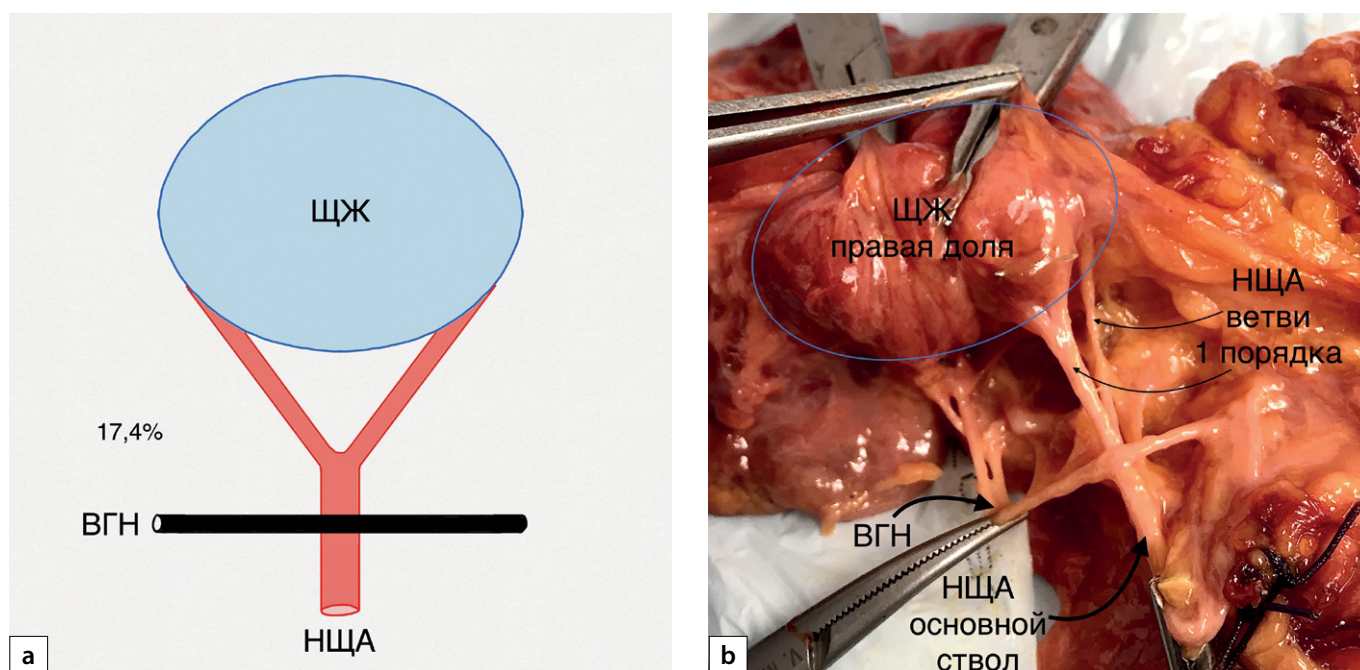 ЩЖ
17,4%
ВГН
НЩА
a
ЩЖ
правая доля
НЩА
ветви
1 порядка
ВГН
НЩА
основной
ствол
b